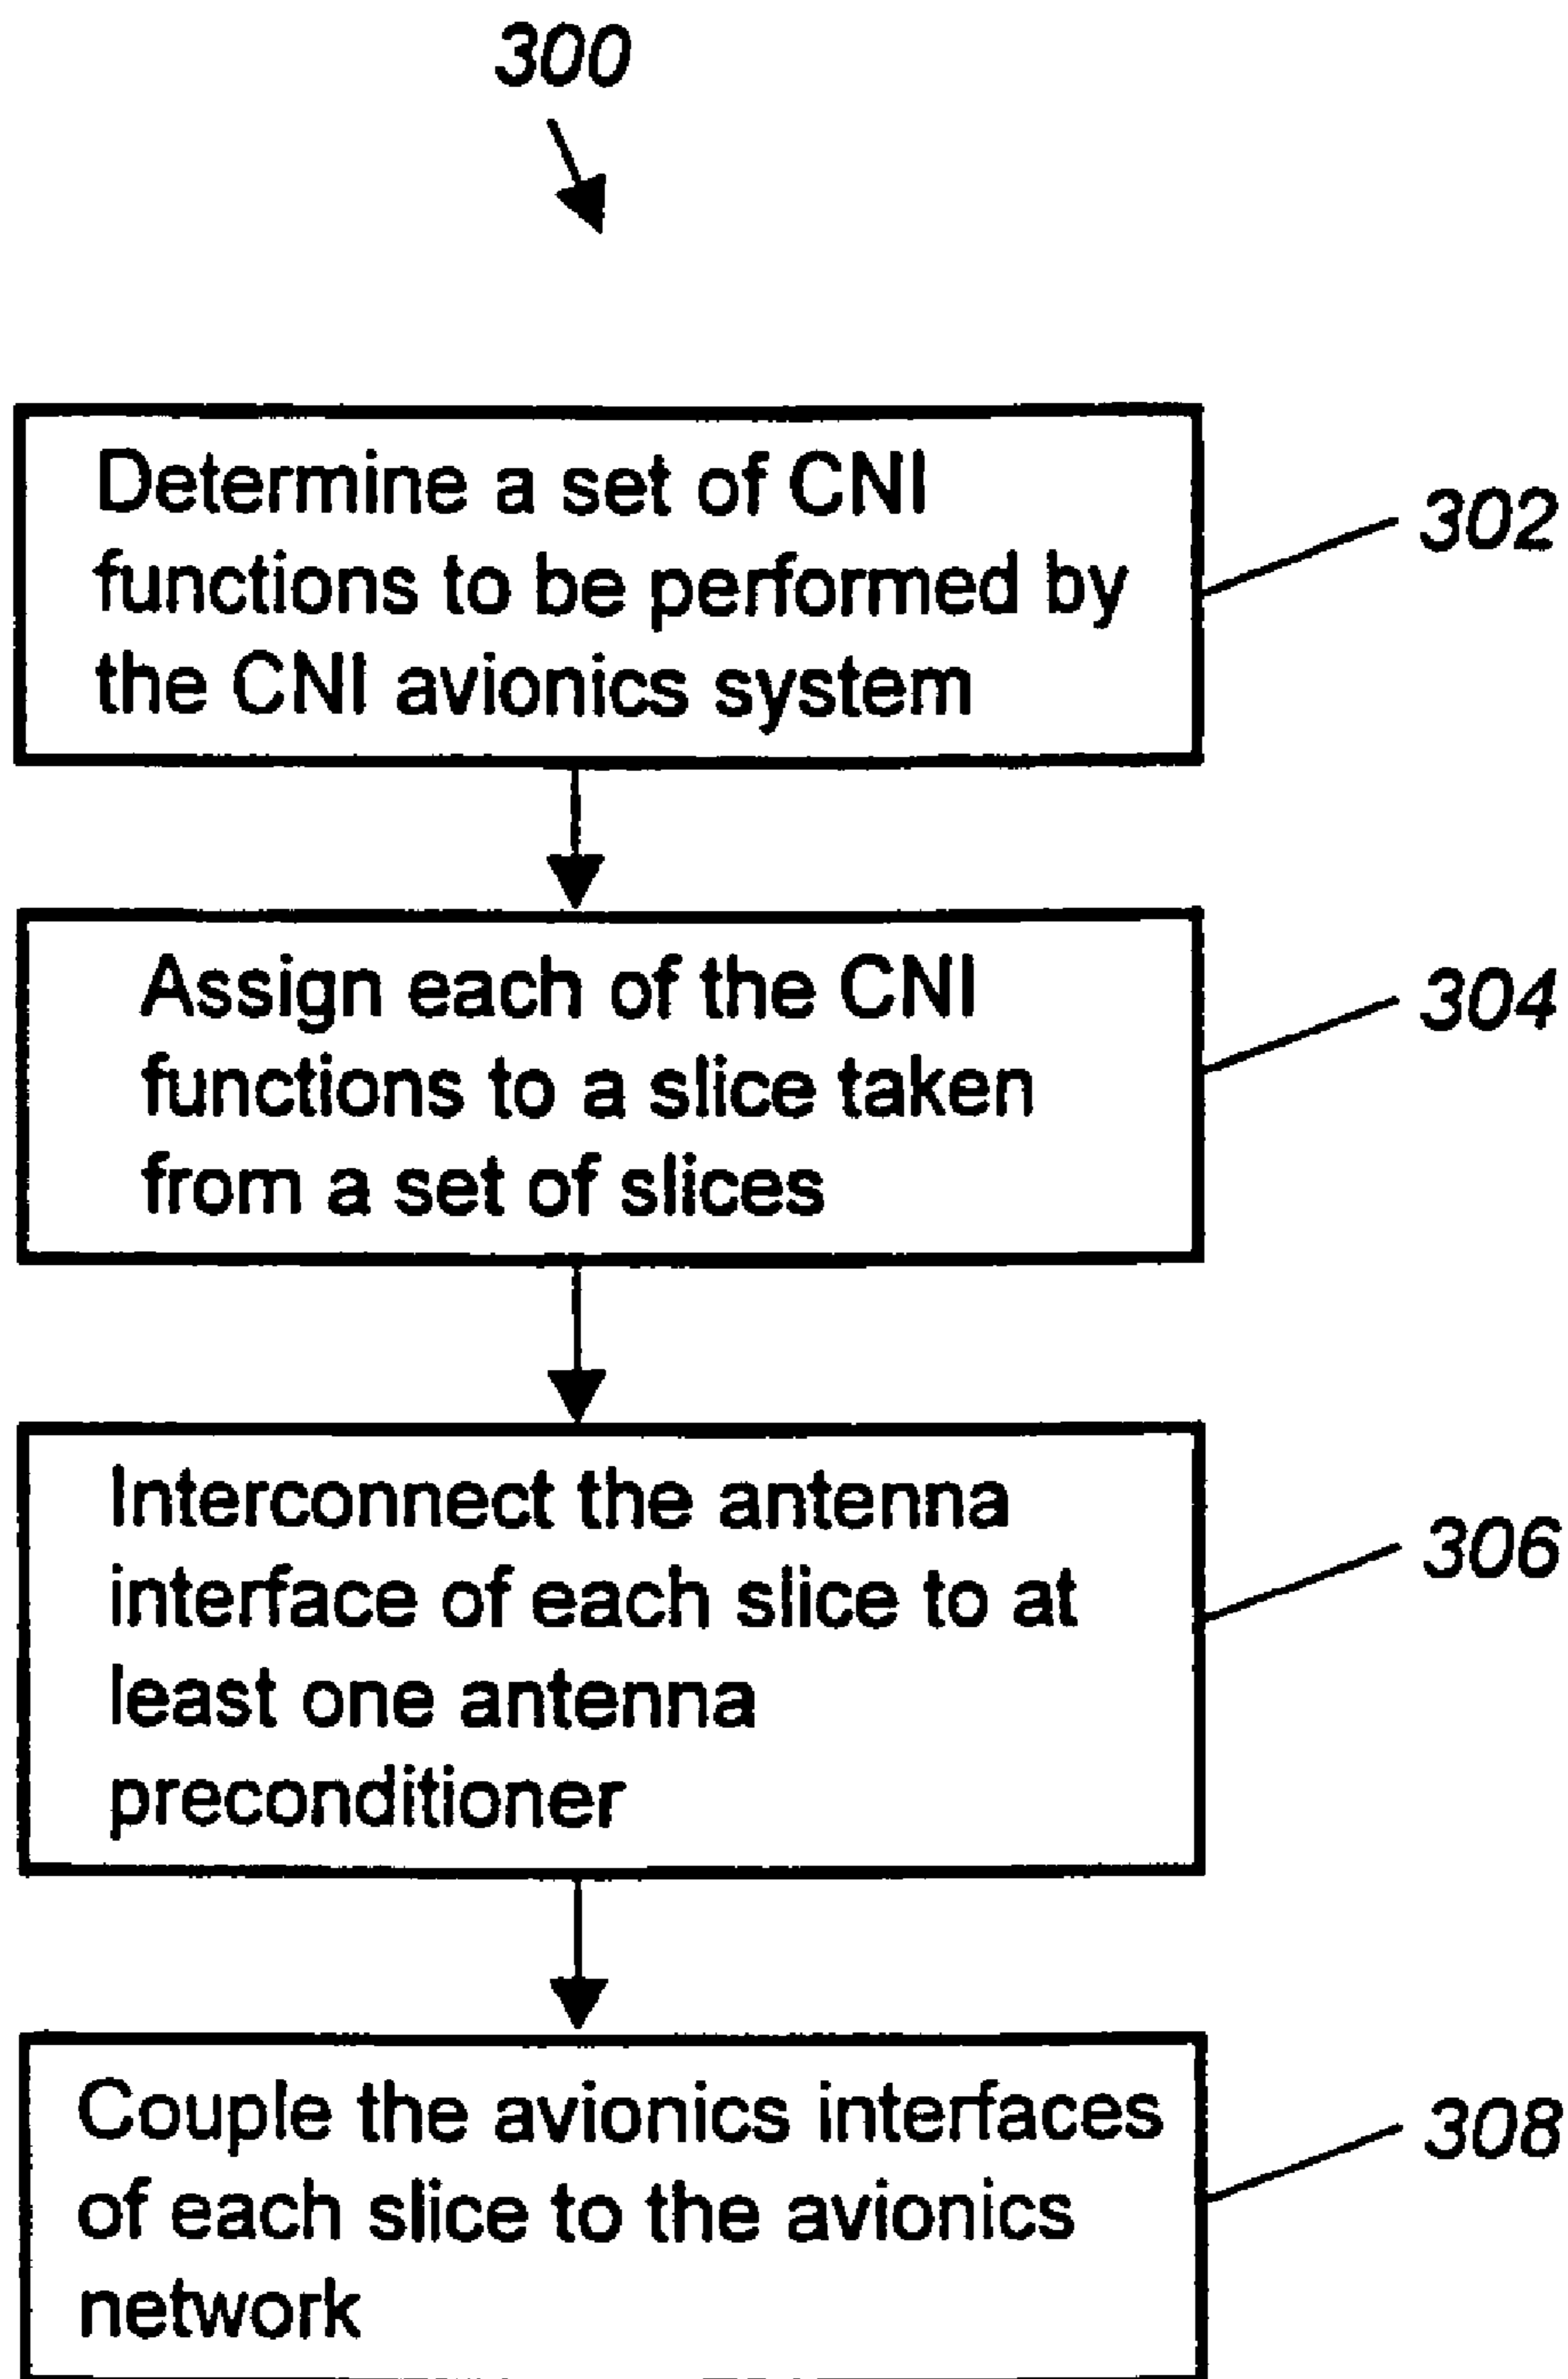 300
Determine a set of CNI
functions to be performed by
the CNI avionics system
302
Assign each of the CNI
functions to a slice taken
from a set of slices
304
Interconnect the antenna
interface of each slice to at
least one antenna
preconditioner
306
Couple the avionics interfaces
of each slice to the avionics
network
308